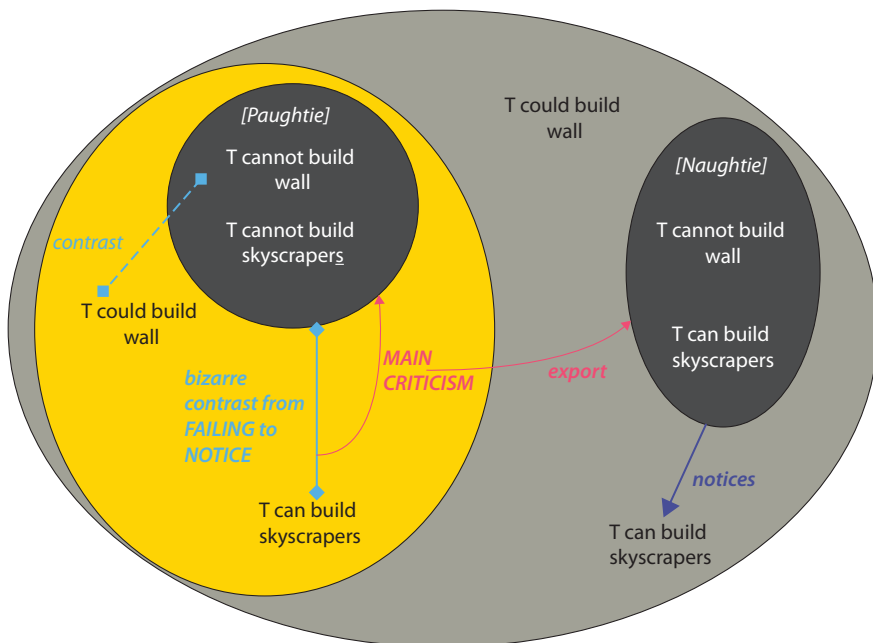 [Paughtie]
T cannot build
wall
T cannot build
skyscrapers
contrast
T could build
wall
bizarre
contrast from
FAILING to
NOTICE
MAIN
CRITICISM
T can build
skyscrapers
T could build
wall
export
[Naughtie]
T cannot build
wall
T can build
skyscrapers
notices
T can build
skyscrapers